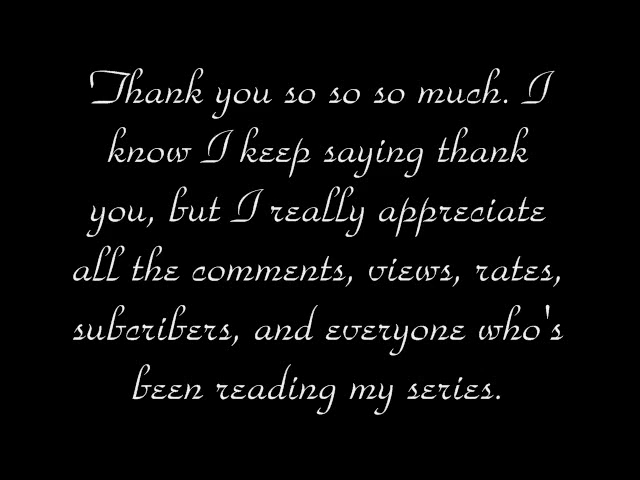 Thank you so so so much. I
know I keep saying thank
you, but I really appreciate
all the comments, views, rates,
subcribers, and everyone who's
been reading my series.